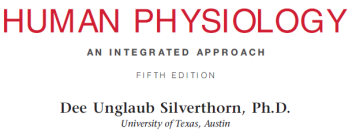 HUMAN PHYSIOLOGY
AN INTEGRATED APPROACH
FIFTH EDITION
Dee Unglaub Silverthorn, Ph.D.
University of Texas, Austin